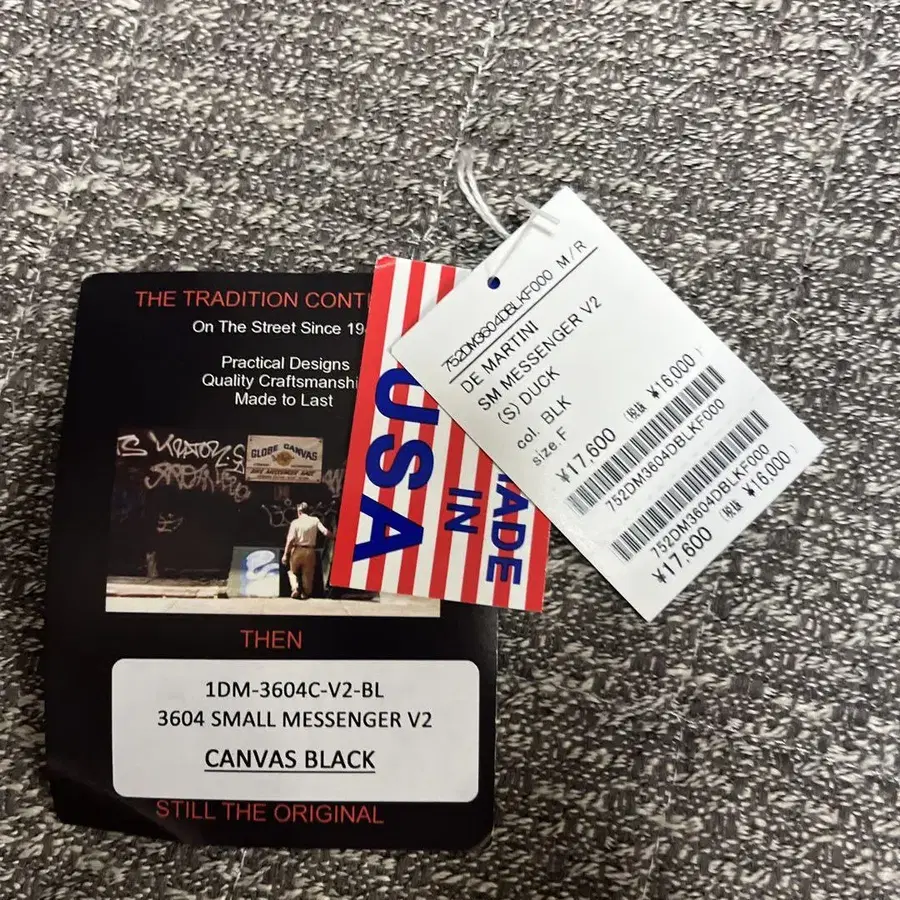 THE TRADITION CONT
On The Street Since 19
Practical Designs
Quality Craftsmanshi
Made to Last
GLOBE CANVAS
THEN
1DM-3604C-V2-BL
3604 SMALL MESSENGER V2
CANVAS BLACK
STILL THE ORIGINAL
MADE
IN
USA
752DM3604DBLKF000 M/R
DE MARTINI
SM MESSENGER V2
(S) DUCK
col. BLK
size.F
¥17,600 (税抜 ¥16,000)
752DM3604DBLKF000
752DM3604DBLKF000
¥17,600 (税抜 ¥16,000)